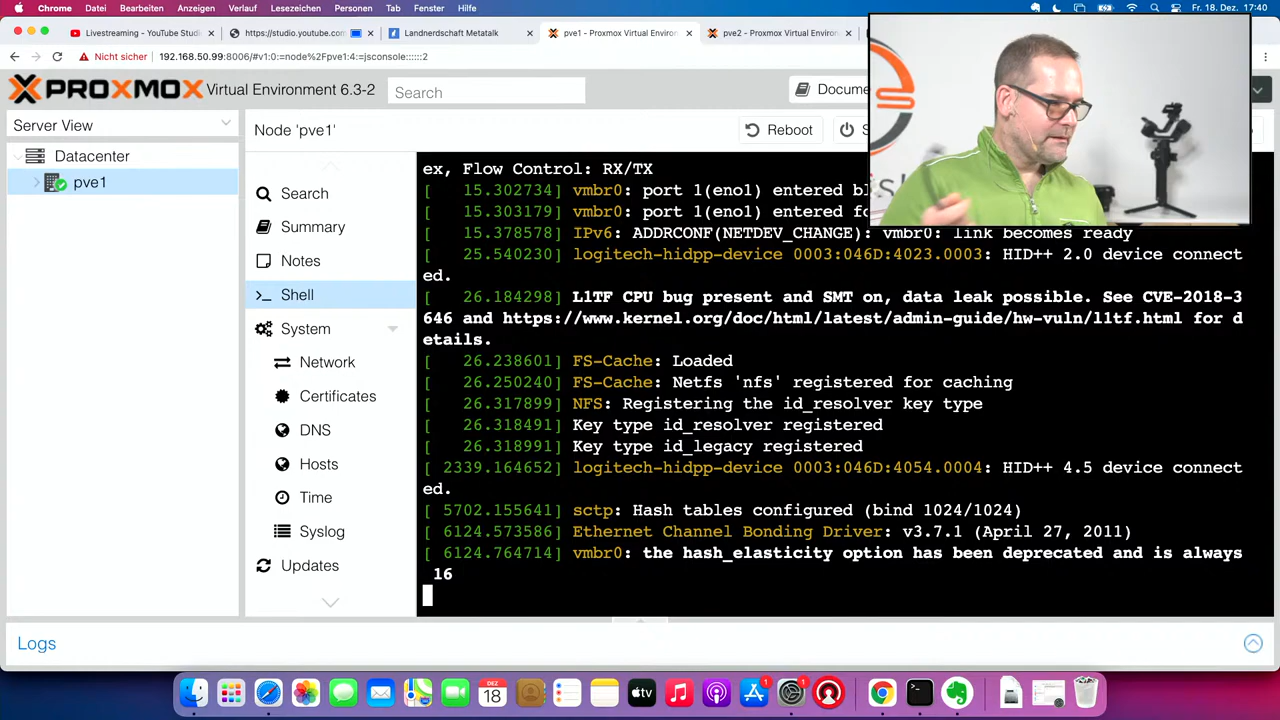 Chrome Datei Bearbeiten Anzeigen Verlauf Lesezeichen Personen Tab Fenster Hilfe Fr. 18. Dez. 17:40
Livestreaming - YouTube Studi https://studio.youtube.com Landnerdschaft Metatalk pve1 - Proxmox Virtual Environ pve2 - Proxmox Virtual Environ
Nicht sicher 192.168.50.99:8006/#v1:0:=node%2Fpve1:4:=jsconsole::::::2
PROXMOX Virtual Environment 6.3-2 Search Docume
Server View
Node 'pve1' Reboot S
Datacenter
pve1
Search
Summary
Notes
Shell
System
Network
Certificates
DNS
Hosts
Time
Syslog
Updates
ex, Flow Control: RX/TX
[ 15.302734] vmbr0: port 1(eno1) entered bl
[ 15.303179] vmbr0: port 1(eno1) entered fo
[ 15.378578] IPv6: ADDRCONF(NETDEV_CHANGE): vmbr0: link becomes ready
[ 25.540230] logitech-hidpp-device 0003:046D:4023.0003: HID++ 2.0 device connect
ed.
[ 26.184298] L1TF CPU bug present and SMT on, data leak possible. See CVE-2018-3
646 and https://www.kernel.org/doc/html/latest/admin-guide/hw-vuln/l1tf.html for d
etails.
[ 26.238601] FS-Cache: Loaded
[ 26.250240] FS-Cache: Netfs 'nfs' registered for caching
[ 26.317899] NFS: Registering the id_resolver key type
[ 26.318491] Key type id_resolver registered
[ 26.318991] Key type id_legacy registered
[ 2339.164652] logitech-hidpp-device 0003:046D:4054.0004: HID++ 4.5 device connect
ed.
[ 5702.155641] sctp: Hash tables configured (bind 1024/1024)
[ 6124.573586] Ethernet Channel Bonding Driver: v3.7.1 (April 27, 2011)
[ 6124.764714] vmbr0: the hash_elasticity option has been deprecated and is always
16
Logs
DEZ
18
tv
1
1